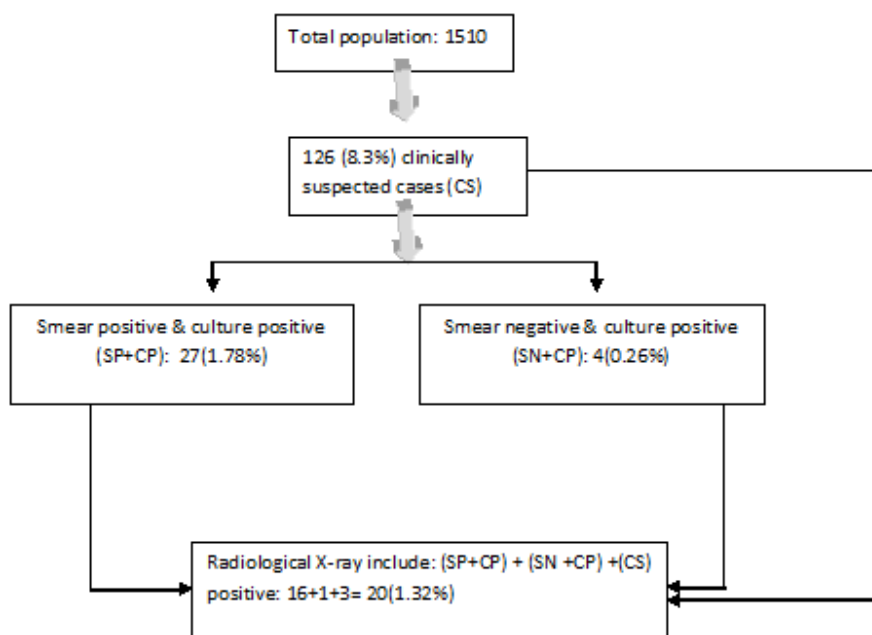 Total population: 1510
126 (8.3%) clinically
suspected cases (CS)
Smear positive & culture positive
(SP+CP): 27(1.78%)
Smear negative & culture positive
(SN+CP): 4(0.26%)
Radiological X-ray include: (SP+CP) + (SN +CP) +(CS)
positive: 16+1+3= 20(1.32%)